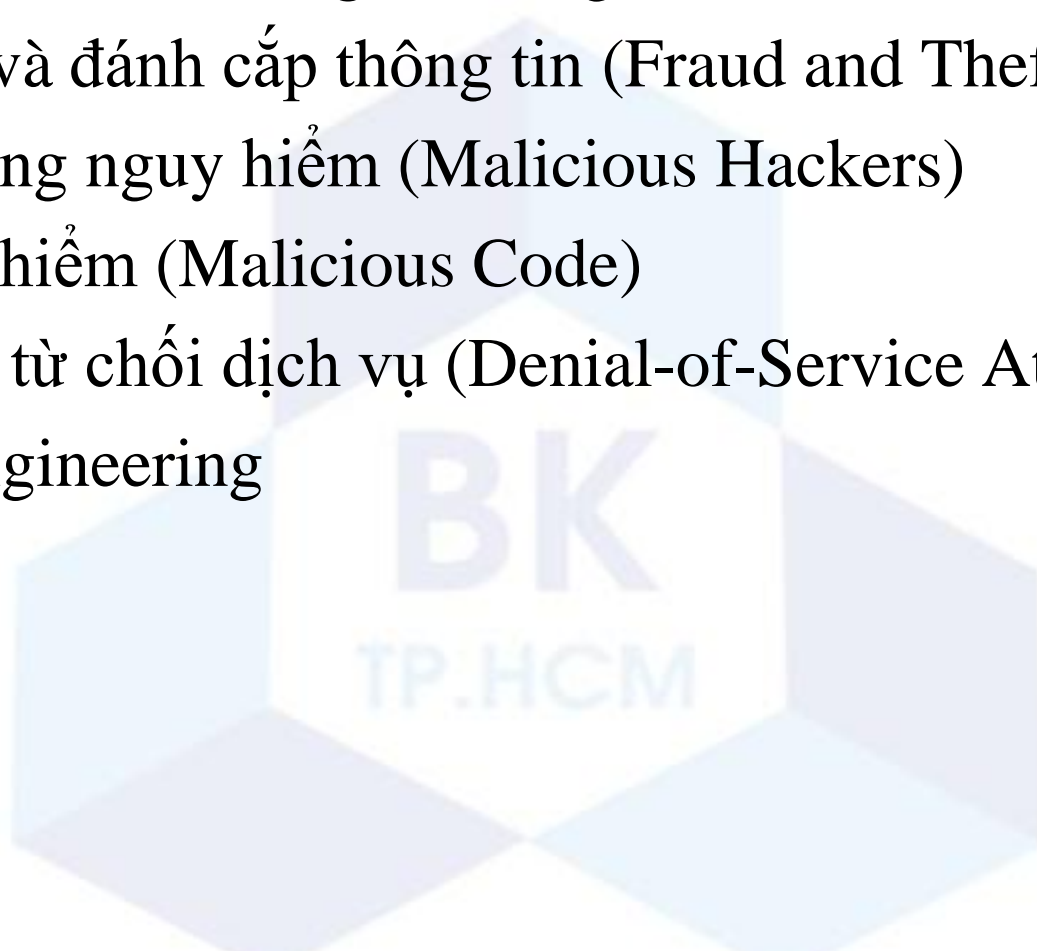 và đánh cắp thông tin (Fraud and Thef
ng nguy hiểm (Malicious Hackers)
hiểm (Malicious Code)
từ chối dịch vụ (Denial-of-Service At
gineering
BK
TP.HCM